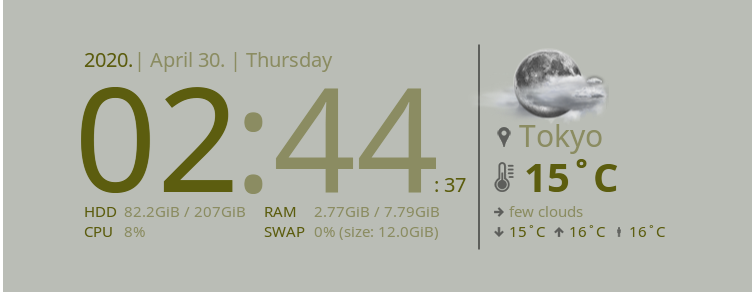 2020.| April 30. | Thursday
02:44 : 37
HDD 82.2GiB / 207GiB RAM 2.77GiB / 7.79GiB
CPU 8% SWAP 0% (size: 12.0GiB)
Tokyo
15˚C
few clouds
15˚C 16˚C 16˚C